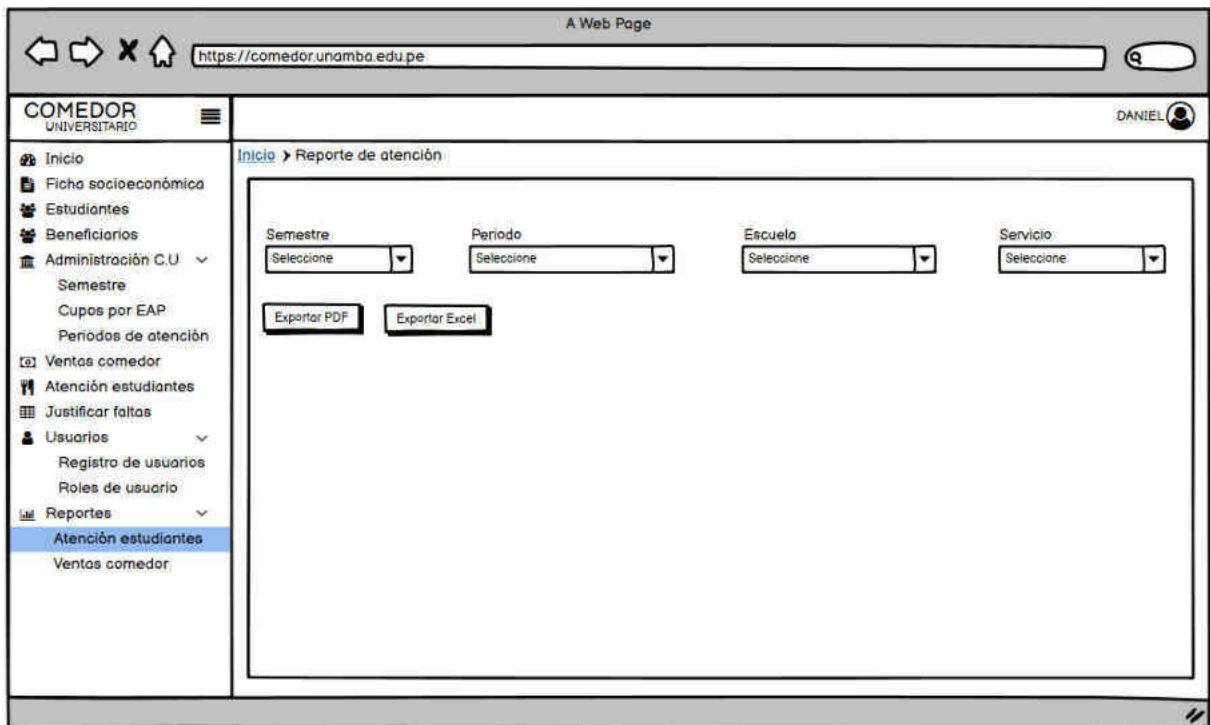 A Web Page
https://comedor.unamba.edu.pe
COMEDOR
UNIVERSITARIO
DANIEL
Inicio
Ficha socioeconómica
Estudiantes
Beneficiarios
Administración C.U
Semestre
Cupos por EAP
Periodos de atención
Ventas comedor
Atención estudiantes
Justificar faltas
Usuarios
Registro de usuarios
Roles de usuario
Reportes
Atención estudiantes
Ventas comedor
Inicio > Reporte de atención
Semestre Periodo Escuela Servicio
Seleccione Seleccione Seleccione Seleccione
Exportar PDF Exportar Excel